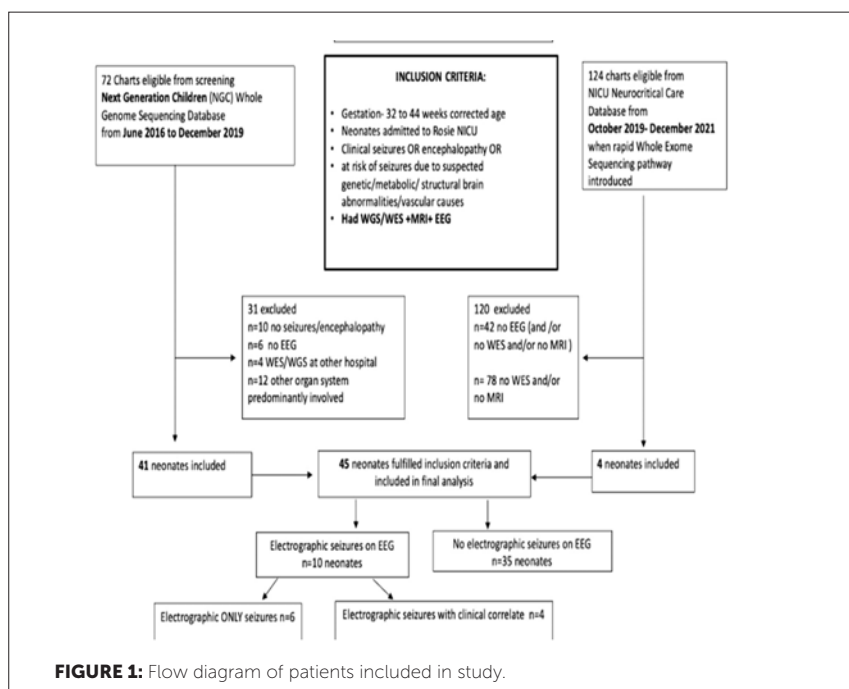 72 Charts eligible from screening
Next Generation Children (NGC) Whole
Genome Sequencing Database
from June 2016 to December 2019
INCLUSION CRITERIA:
• Gestation- 32 to 44 weeks corrected age
• Neonates admitted to Rosie NICU
• Clinical seizures OR encephalopathy OR
• at risk of seizures due to suspected
genetic/metabolic/ structural brain
abnormalities/vascular causes
• Had WGS/WES +MRI+ EEG
124 charts eligible from
NICU Neurocritical Care
Database from
October 2019- December 2021
when rapid Whole Exome
Sequencing pathway
introduced
31 excluded
n=10 no seizures/encephalopathy
n=6 no EEG
n=4 WES/WGS at other hospital
n=12 other organ system
predominantly involved
120 excluded
n=42 no EEG (and /or
no WES and/or no MRI )
n= 78 no WES and/or
no MRI
41 neonates included
45 neonates fulfilled inclusion criteria and
included in final analysis
4 neonates included
Electrographic seizures on EEG
n=10 neonates
No electrographic seizures on EEG
n=35 neonates
Electrographic ONLY seizures n=6
Electrographic seizures with clinical correlate n=4
FIGURE 1: Flow diagram of patients included in study.